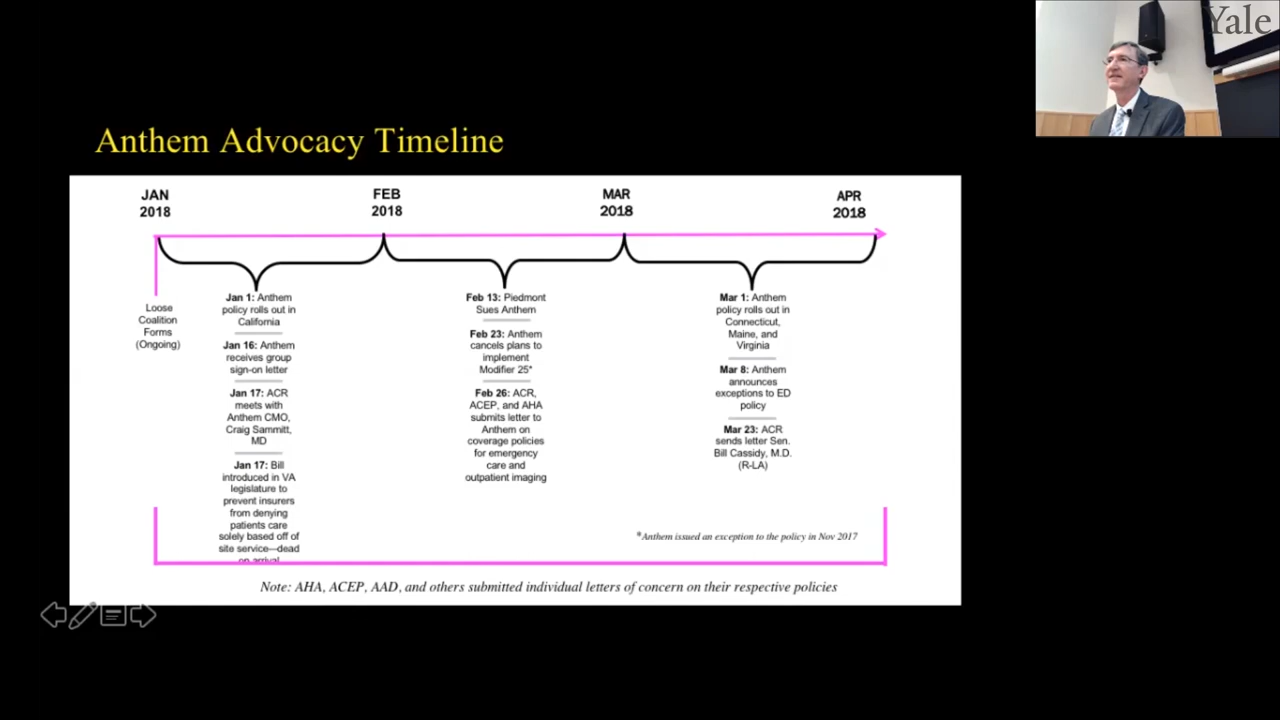 Yale
Anthem Advocacy Timeline
JAN
2018
FEB
2018
MAR
2018
APR
2018
Loose
Coalition
Forms
(Ongoing)
Jan 1: Anthem
policy rolls out in
California
Jan 16: Anthem
receives group
sign-on letter
Jan 17: ACR
meets with
Anthem CMO,
Craig Sammitt,
MD
Jan 17: Bill
introduced in VA
legislature to
prevent insurers
from denying
patients care
solely based off of
site service—dead
on arrival
Feb 13: Piedmont
Sues Anthem
Feb 23: Anthem
cancels plans to
implement
Modifier 25*
Feb 26: ACR,
ACEP, and AHA
submits letter to
Anthem on
coverage policies
for emergency
care and
outpatient imaging
Mar 1: Anthem
policy rolls out in
Connecticut,
Maine, and
Virginia
Mar 8: Anthem
announces
exceptions to ED
policy
Mar 23: ACR
sends letter Sen.
Bill Cassidy, M.D.
(R-LA)
*Anthem issued an exception to the policy in Nov 2017
Note: AHA, ACEP, AAD, and others submitted individual letters of concern on their respective policies